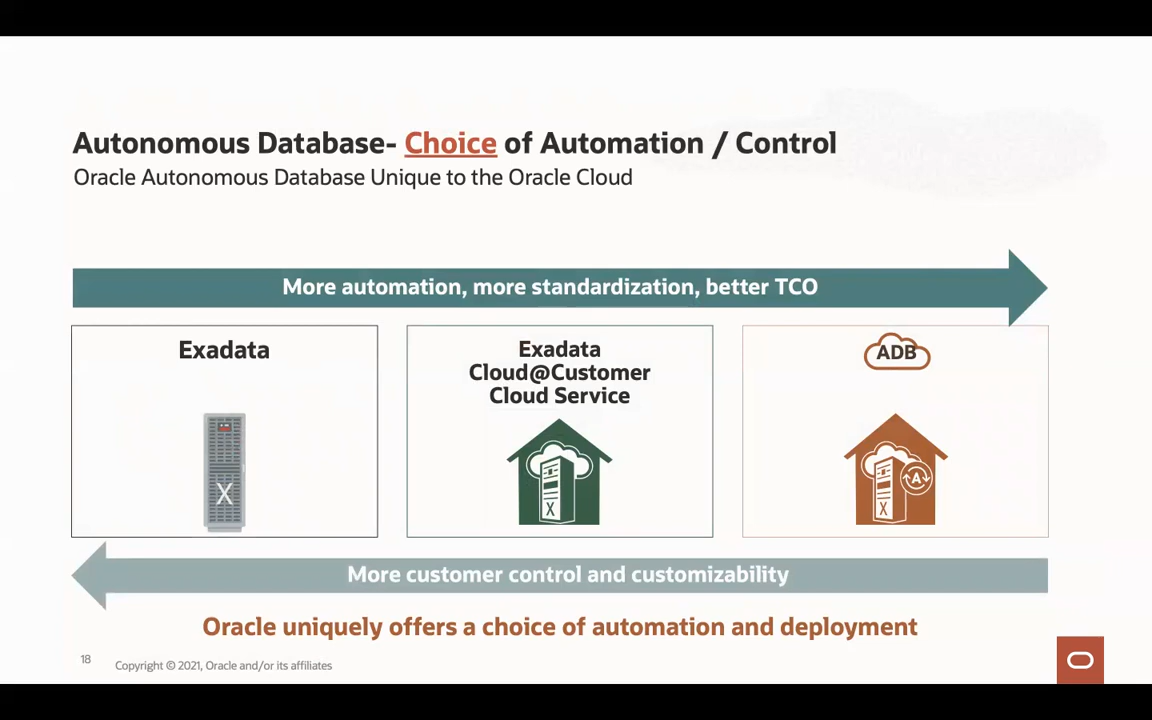 Autonomous Database- Choice of Automation / Control
Oracle Autonomous Database Unique to the Oracle Cloud
More automation, more standardization, better TCO
Exadata
X
Exadata
Cloud@Customer
Cloud Service
X
ADB
A
X
More customer control and customizability
Oracle uniquely offers a choice of automation and deployment
18
Copyright © 2021, Oracle and/or its affiliates